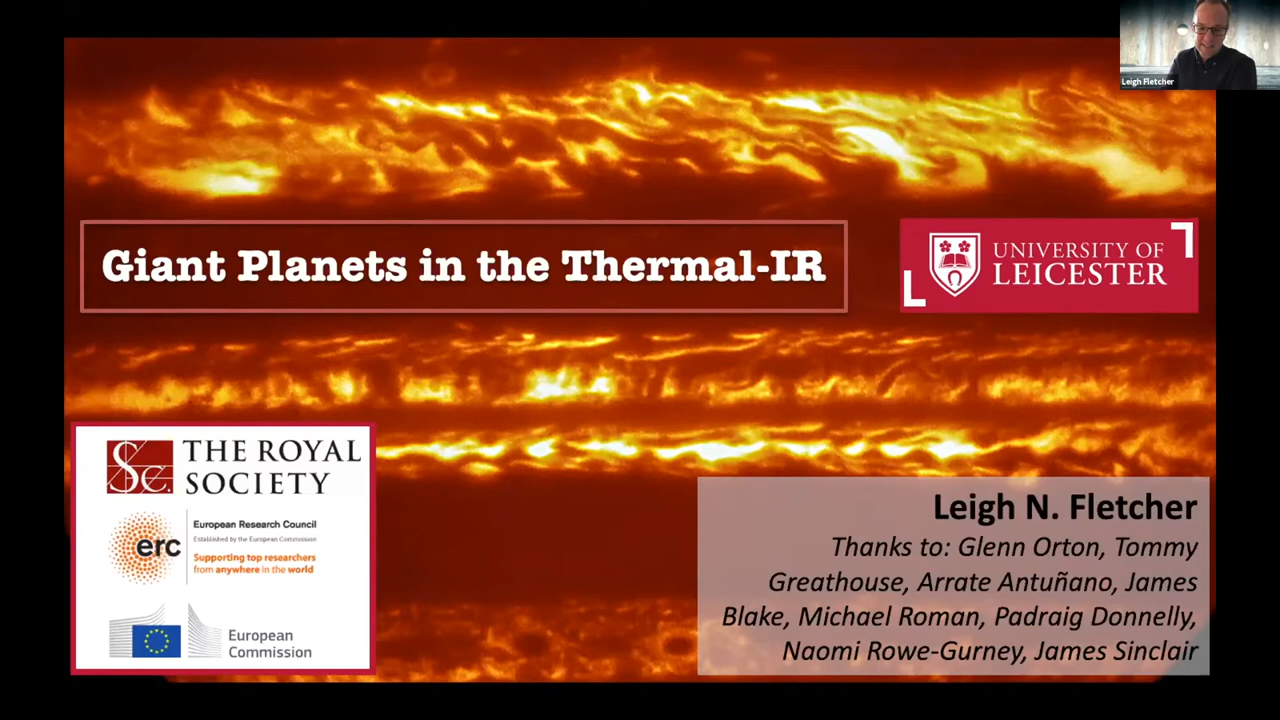 Leigh Fletcher
Giant Planets in the Thermal-IR
UNIVERSITY OF
LEICESTER
THE ROYAL
SOCIETY
erc
European Research Council
Established by the European Commission
Supporting top researchers
from anywhere in the world
European
Commission
Leigh N. Fletcher
Thanks to: Glenn Orton, Tommy
Greathouse, Arrate Antuñano, James
Blake, Michael Roman, Padraig Donnelly,
Naomi Rowe-Gurney, James Sinclair